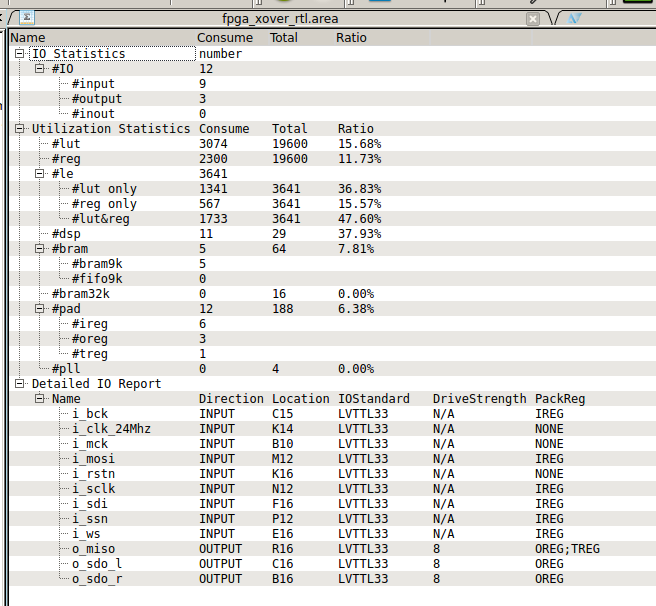 fpga_xover_rtl.area
Name Consume Total Ratio
IO Statistics number
#IO 12
#input 9
#output 3
#inout 0
Utilization Statistics Consume Total Ratio
#lut 3074 19600 15.68%
#reg 2300 19600 11.73%
#le 3641
#lut only 1341 3641 36.83%
#reg only 567 3641 15.57%
#lut&reg 1733 3641 47.60%
#dsp 11 29 37.93%
#bram 5 64 7.81%
#bram9k 5
#fifo9k 0
#bram32k 0 16 0.00%
#pad 12 188 6.38%
#ireg 6
#oreg 3
#treg 1
#pll 0 4 0.00%
Detailed IO Report
Name Direction Location IOStandard DriveStrength PackReg
i_bck INPUT C15 LVTTL33 N/A IREG
i_clk_24Mhz INPUT K14 LVTTL33 N/A NONE
i_mck INPUT B10 LVTTL33 N/A NONE
i_mosi INPUT M12 LVTTL33 N/A IREG
i_rstn INPUT K16 LVTTL33 N/A NONE
i_sclk INPUT N12 LVTTL33 N/A IREG
i_sdi INPUT F16 LVTTL33 N/A IREG
i_ssn INPUT P12 LVTTL33 N/A IREG
i_ws INPUT E16 LVTTL33 N/A IREG
o_miso OUTPUT R16 LVTTL33 8 OREG;TREG
o_sdo_l OUTPUT C16 LVTTL33 8 OREG
o_sdo_r OUTPUT B16 LVTTL33 8 OREG